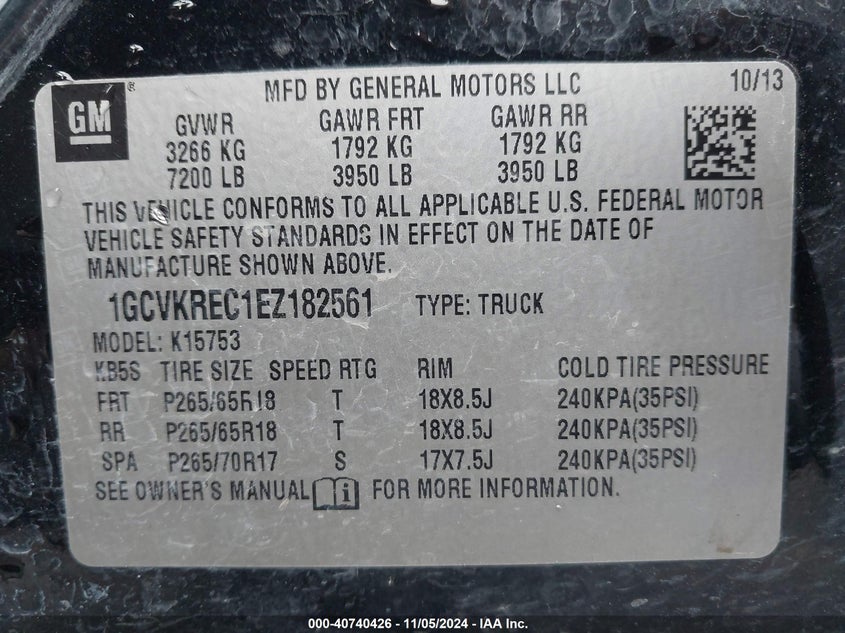 GM
MFD BY GENERAL MOTORS LLC 10/13
GVWR GAWR FRT GAWR RR
3266 KG 1792 KG 1792 KG
7200 LB 3950 LB 3950 LB
THIS VEHICLE CONFORMS TO ALL APPLICABLE U.S. FEDERAL MOTOR
VEHICLE SAFETY STANDARDS IN EFFECT ON THE DATE OF
MANUFACTURE SHOWN ABOVE.
1GCVKREC1EZ182561 TYPE: TRUCK
MODEL: K15753
KB5S TIRE SIZE SPEED RTG RIM COLD TIRE PRESSURE
FRT P265/65R18 T 18X8.5J 240KPA(35PSI)
RR P265/65R18 T 18X8.5J 240KPA(35PSI)
SPA P265/70R17 S 17X7.5J 240KPA(35PSI)
SEE OWNER'S MANUAL i FOR MORE INFORMATION.
000-40740426 - 11/05/2024 - IAA Inc.